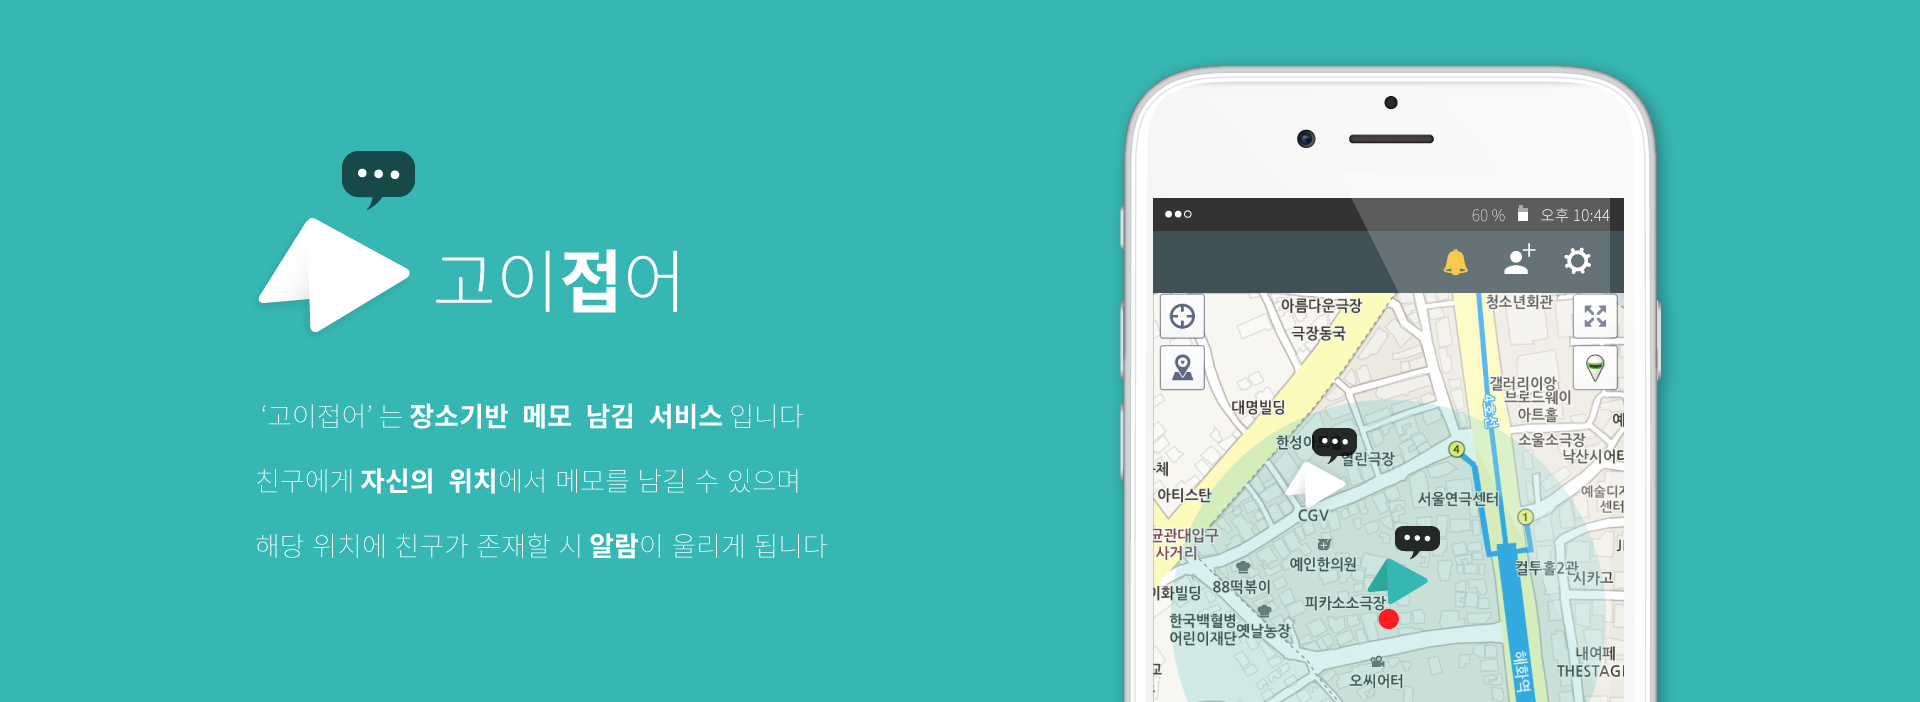 고이접어
‘고이접어’ 는 장소기반 메모 남김 서비스 입니다
친구에게 자신의 위치에서 메모를 남길 수 있으며
해당 위치에 친구가 존재할 시 알람이 울리게 됩니다
60 % 오후 10:44
아름다운극장
청소년회관
극장동국
갤러리이앙
브로드웨이
아트홀
대명빌딩
예
소울소극장
낙산시어터
열린극장
4
체
아티스탄
서울연극센터
예술디자
센터
CGV
1
균관대입구
사거리
예인한의원
컬투홀2관
시카고
88떡볶이
이화빌딩
피카소소극장
한국백혈병
어린이재단
옛날농장
내여페
THESTAGE
혜화역
오씨어터